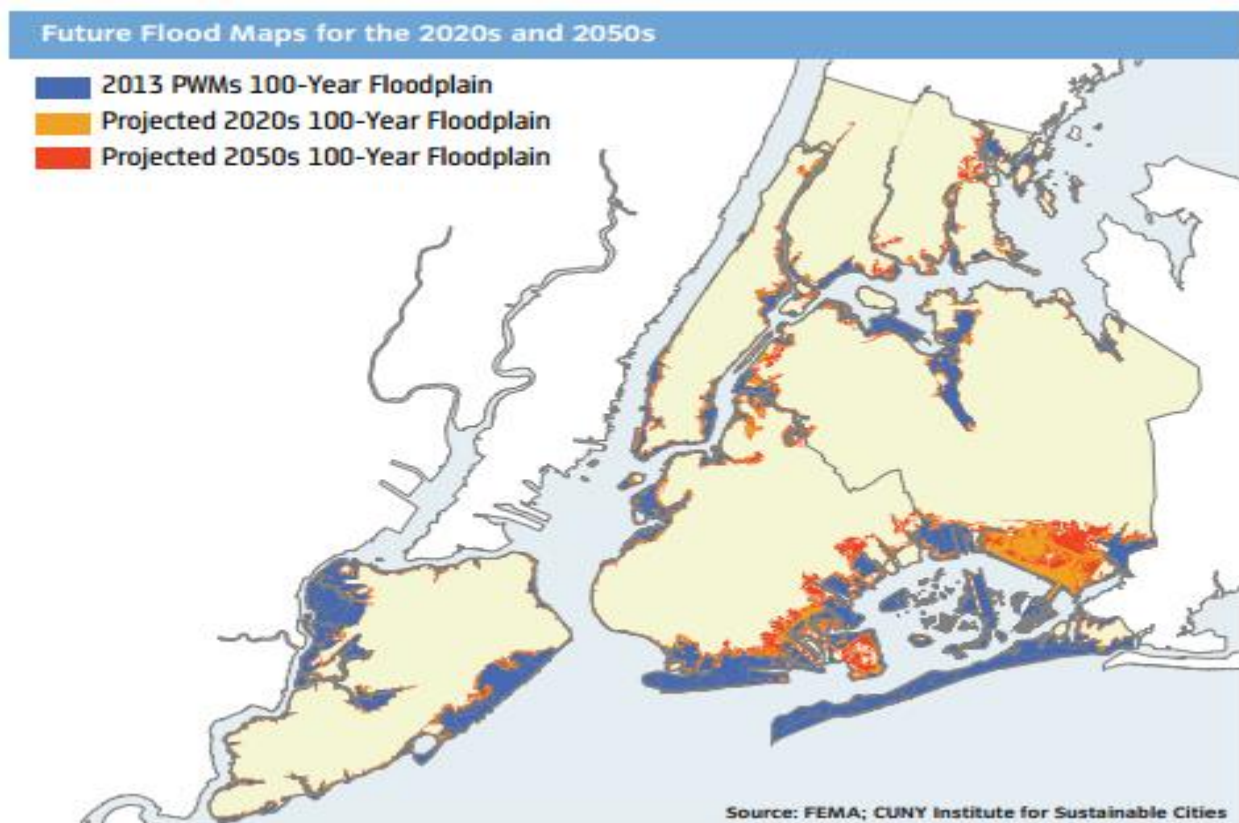 Future Flood Maps for the 2020s and 2050s
2013 PWMs 100-Year Floodplain
Projected 2020s 100-Year Floodplain
Projected 2050s 100-Year Floodplain
Source: FEMA; CUNY Institute for Sustainable Cities